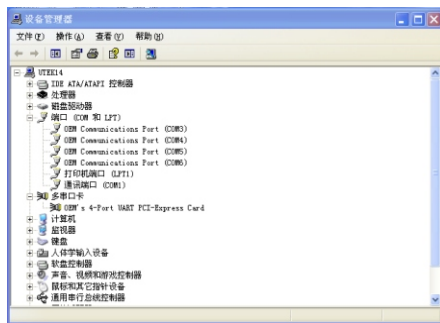 设备管理器
文件(F) 操作(A) 查看(V) 帮助(H)
UTEK14
IDE ATA/ATAPI 控制器
处理器
磁盘驱动器
端口 (COM 和 LPT)
OEM Communications Port (COM3)
OEM Communications Port (COM4)
OEM Communications Port (COM5)
OEM Communications Port (COM6)
打印机端口 (LPT1)
通讯端口 (COM1)
多串口卡
OEM's 4-Port UART PCI-Express Card
计算机
监视器
键盘
人体学输入设备
软盘控制器
声音、视频和游戏控制器
鼠标和其它指针设备
通用串行总线控制器